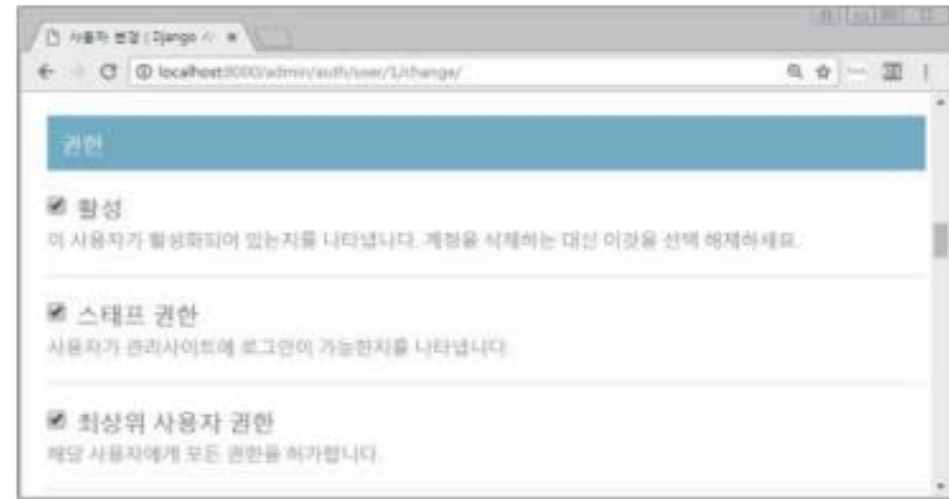 사용자 변경 | Django 사
localhost:8000/admin/auth/user/1/change/
권한
활성
이 사용자가 활성화되어 있는지를 나타냅니다. 계정을 삭제하는 대신 이것을 선택 해제하세요.
스태프 권한
사용자가 관리사이트에 로그인이 가능한지를 나타냅니다.
최상위 사용자 권한
해당 사용자에게 모든 권한을 허가합니다.